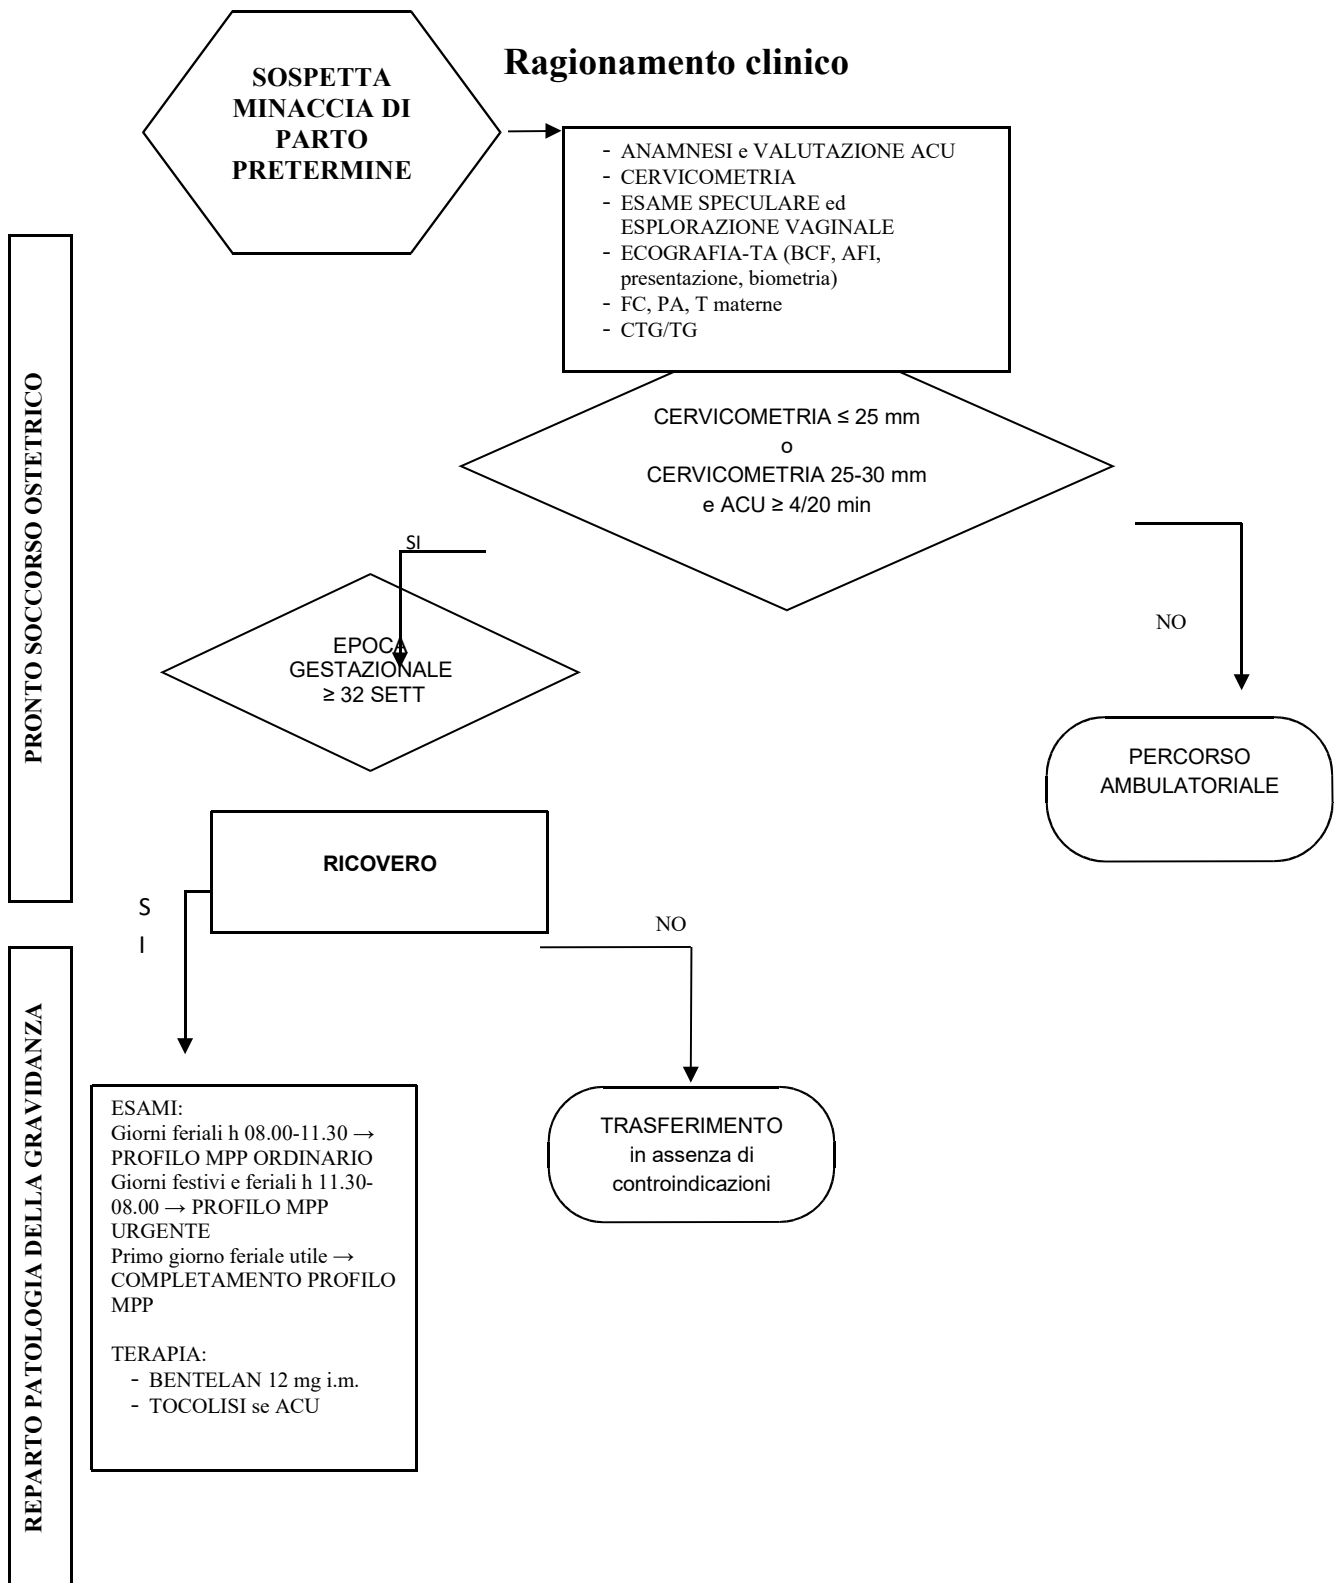 Ragionamento clinico
SOSPETTA
MINACCIA DI
PARTO
PRETERMINE
- ANAMNESI e VALUTAZIONE ACU
- CERVICOMETRIA
- ESAME SPECULARE ed
ESPLORAZIONE VAGINALE
- ECOGRAFIA-TA (BCF, AFI,
presentazione, biometria)
- FC, PA, T materne
- CTG/TG
PRONTO SOCCORSO OSTETRICO
CERVICOMETRIA ≤ 25 mm
o
CERVICOMETRIA 25-30 mm
e ACU ≥ 4/20 min
SI
NO
EPOCA
GESTAZIONALE
≥ 32 SETT
PERCORSO
AMBULATORIALE
RICOVERO
S
I
NO
REPARTO PATOLOGIA DELLA GRAVIDANZA
ESAMI:
Giorni feriali h 08.00-11.30 →
PROFILO MPP ORDINARIO
Giorni festivi e feriali h 11.30-
08.00 → PROFILO MPP
URGENTE
Primo giorno feriale utile →
COMPLETAMENTO PROFILO
MPP
TERAPIA:
- BENTELAN 12 mg i.m.
- TOCOLISI se ACU
TRASFERIMENTO
in assenza di
controindicazioni